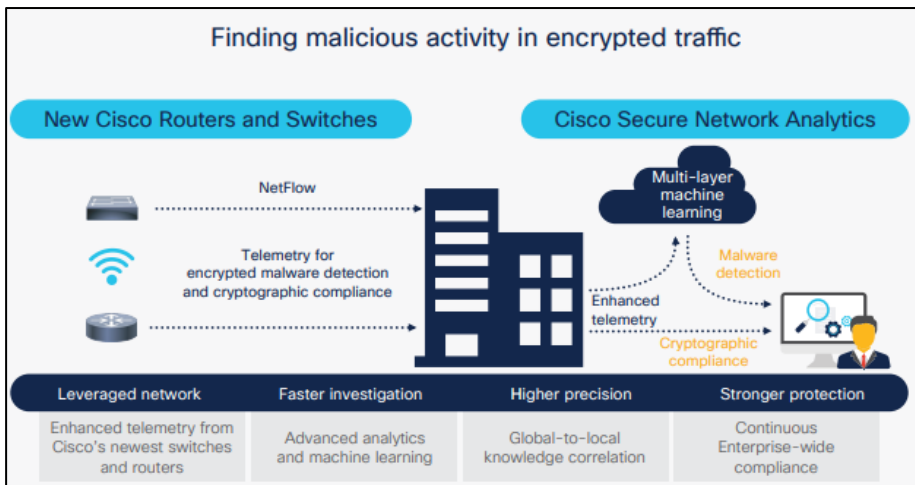 Finding malicious activity in encrypted traffic
New Cisco Routers and Switches
Cisco Secure Network Analytics
NetFlow
Telemetry for
encrypted malware detection
and cryptographic compliance
Multi-layer
machine
learning
Malware
detection
Enhanced
telemetry
Cryptographic
compliance
Leveraged network
Faster investigation
Higher precision
Stronger protection
Enhanced telemetry from
Cisco's newest switches
and routers
Advanced analytics
and machine learning
Global-to-local
knowledge correlation
Continuous
Enterprise-wide
compliance